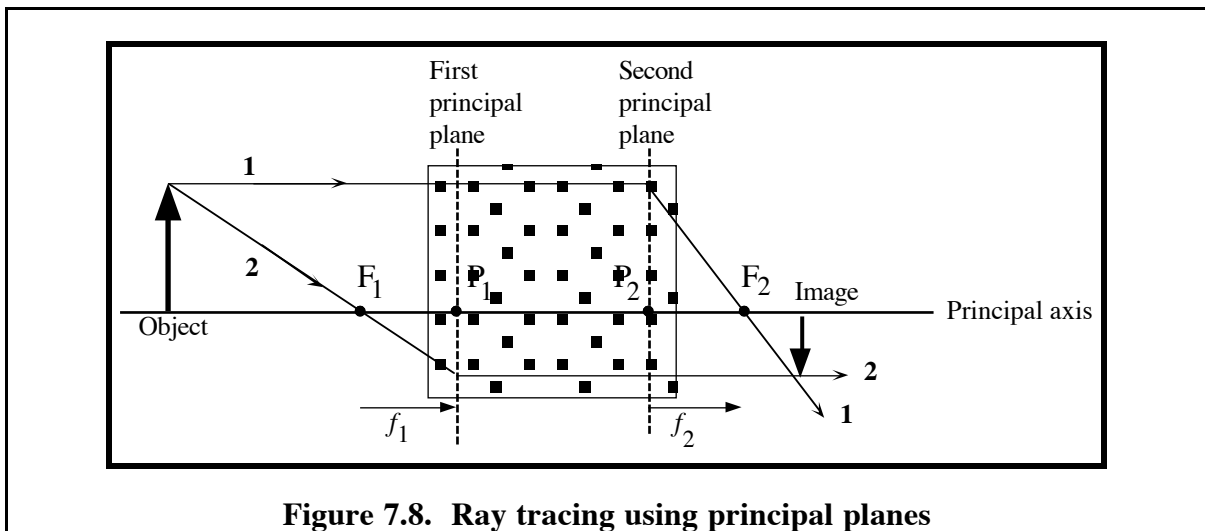 First
principal
plane
Second
principal
plane
1
2
F1
P1
P2
F2
Image
Object
Principal axis
2
1
f1
f2
Figure 7.8. Ray tracing using principal planes